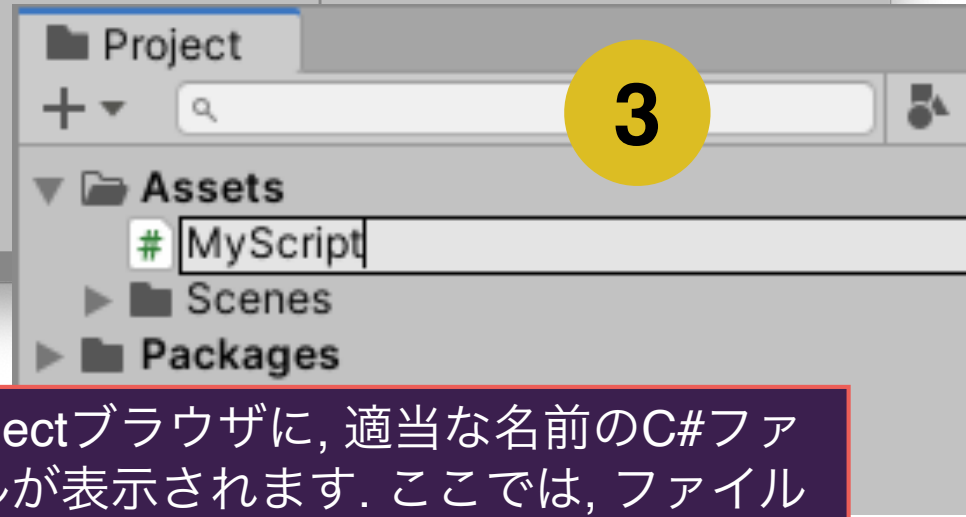 Project
3
Assets
# MyScript
Scenes
Packages
ectブラウザに, 適当な名前のC#ファ
が表示されます. ここでは, ファイル